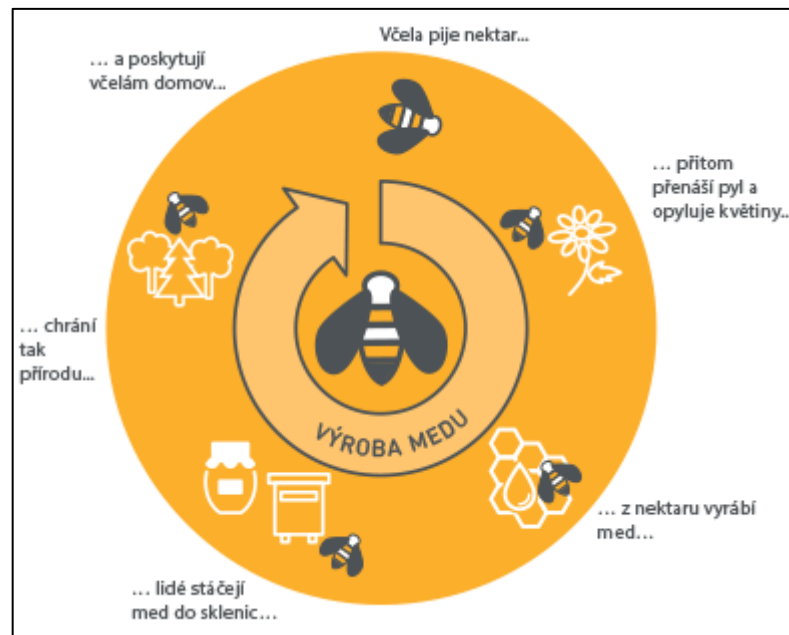 Včela pije nektar...
... přitom
přenáší pyl a
opyluje květiny..
... z nektaru vyrábí
med...
... lidé stáčejí
med do sklenic...
... chrání
tak
přírodu...
... a poskytují
včelám domov...
VÝROBA MEDU